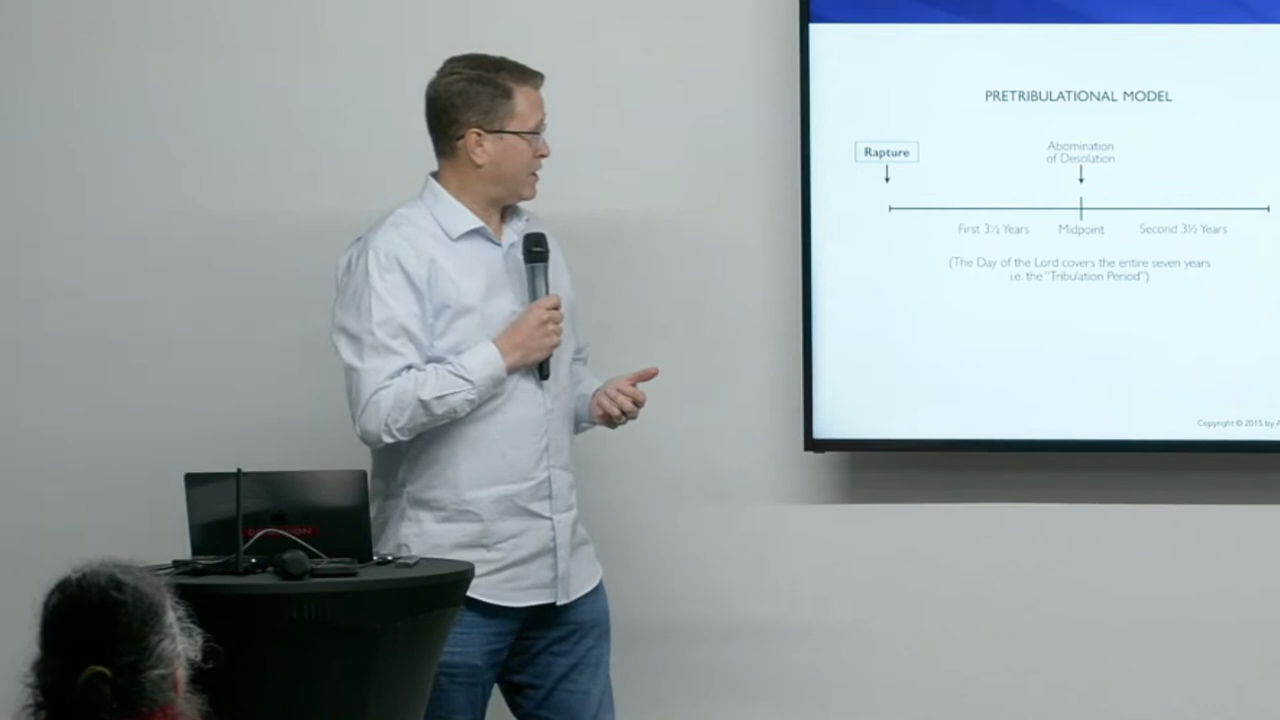 PRETRIBULATIONAL MODEL
Rapture
Abomination
of Desolation
First 3½ Years
Midpoint
Second 3½ Years
(The Day of the Lord covers the entire seven years
i.e. the "Tribulation Period")
Copyright © 2015 by A